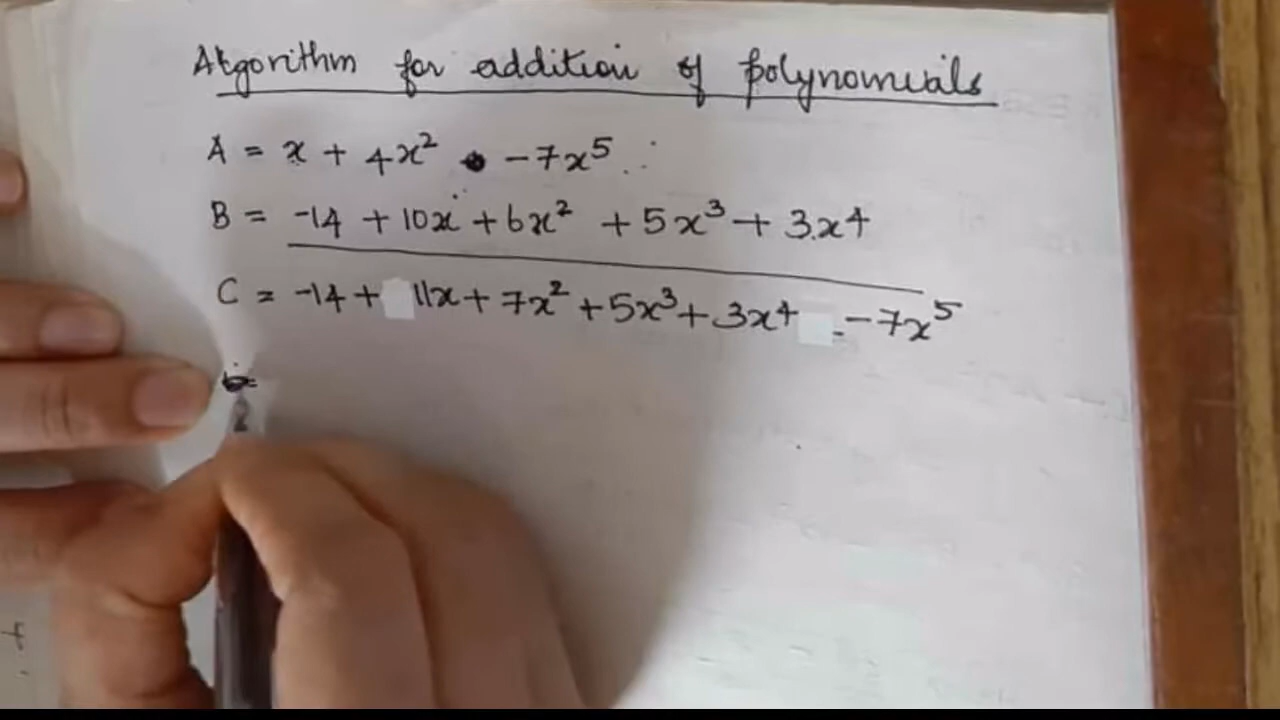 Algorithm for addition of polynomials
A = x + 4x² - 7x⁵
B = -14 + 10x + 6x² + 5x³ + 3x⁴
C = -14 + 11x + 7x² + 5x³ + 3x⁴ - 7x⁵